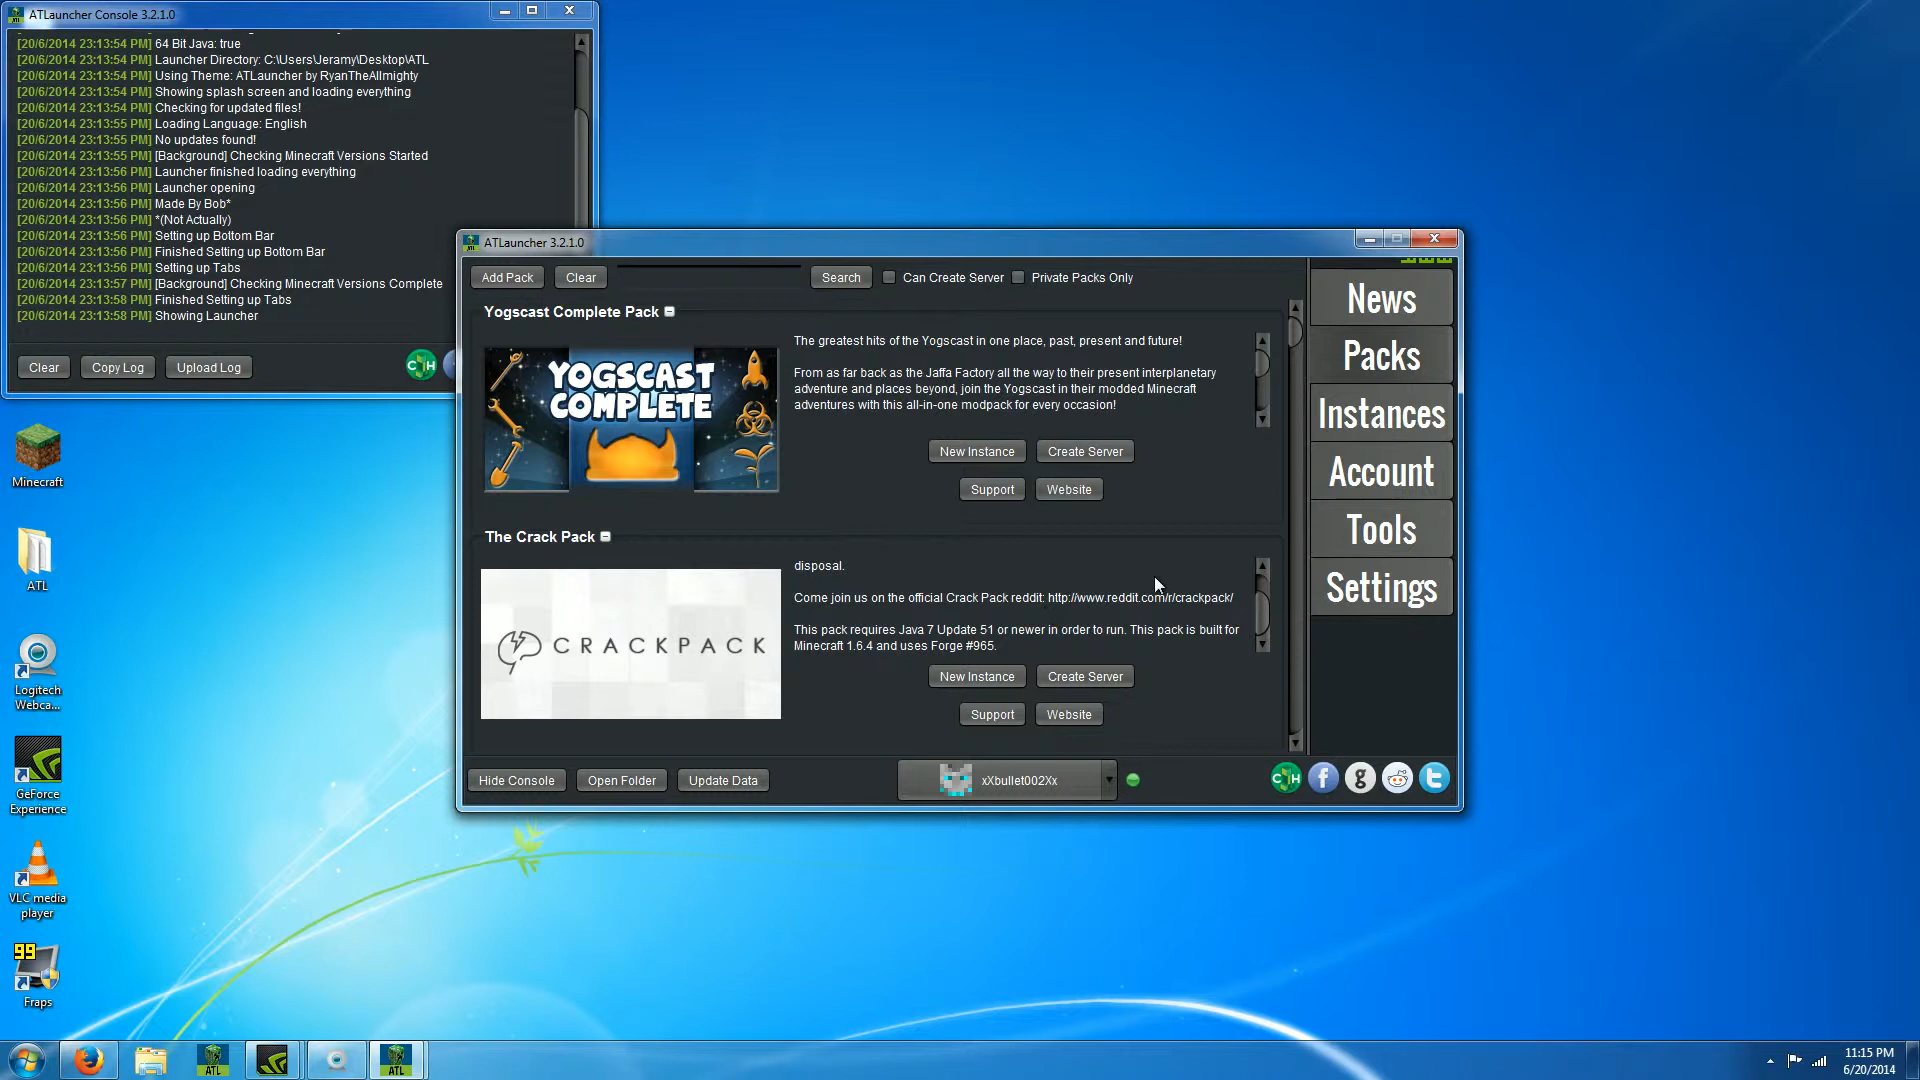 ATLauncher Console 3.2.1.0
[20/6/2014 23:13:54 PM] 64 Bit Java: true
[20/6/2014 23:13:54 PM] Launcher Directory: C:\Users\Jeramy\Desktop\ATL
[20/6/2014 23:13:54 PM] Using Theme: ATLauncher by RyanTheAllmighty
[20/6/2014 23:13:54 PM] Showing splash screen and loading everything
[20/6/2014 23:13:54 PM] Checking for updated files!
[20/6/2014 23:13:55 PM] Loading Language: English
[20/6/2014 23:13:55 PM] No updates found!
[20/6/2014 23:13:55 PM] [Background] Checking Minecraft Versions Started
[20/6/2014 23:13:56 PM] Launcher finished loading everything
[20/6/2014 23:13:56 PM] Launcher opening
[20/6/2014 23:13:56 PM] Made By Bob*
[20/6/2014 23:13:56 PM] *(Not Actually)
[20/6/2014 23:13:56 PM] Setting up Bottom Bar
[20/6/2014 23:13:56 PM] Finished Setting up Bottom Bar
[20/6/2014 23:13:56 PM] Setting up Tabs
[20/6/2014 23:13:57 PM] [Background] Checking Minecraft Versions Complete
[20/6/2014 23:13:58 PM] Finished Setting up Tabs
[20/6/2014 23:13:58 PM] Showing Launcher
Clear Copy Log Upload Log
ATLauncher 3.2.1.0
Add Pack Clear Search Can Create Server Private Packs Only
Yogscast Complete Pack
YOGSCAST
COMPLETE
The greatest hits of the Yogscast in one place, past, present and future!
From as far back as the Jaffa Factory all the way to their present interplanetary
adventure and places beyond, join the Yogscast in their modded Minecraft
adventures with this all-in-one modpack for every occasion!
New Instance Create Server
Support Website
The Crack Pack
CRACKPACK
disposal.
Come join us on the official Crack Pack reddit: http://www.reddit.com/r/crackpack/
This pack requires Java 7 Update 51 or newer in order to run. This pack is built for
Minecraft 1.6.4 and uses Forge #965.
New Instance Create Server
Support Website
Hide Console Open Folder Update Data xXbullet002Xx
News
Packs
Instances
Account
Tools
Settings
Minecraft
ATL
Logitech
Webca...
GeForce
Experience
VLC media
player
99
Fraps
ATL
ATL
11:15 PM
6/20/2014